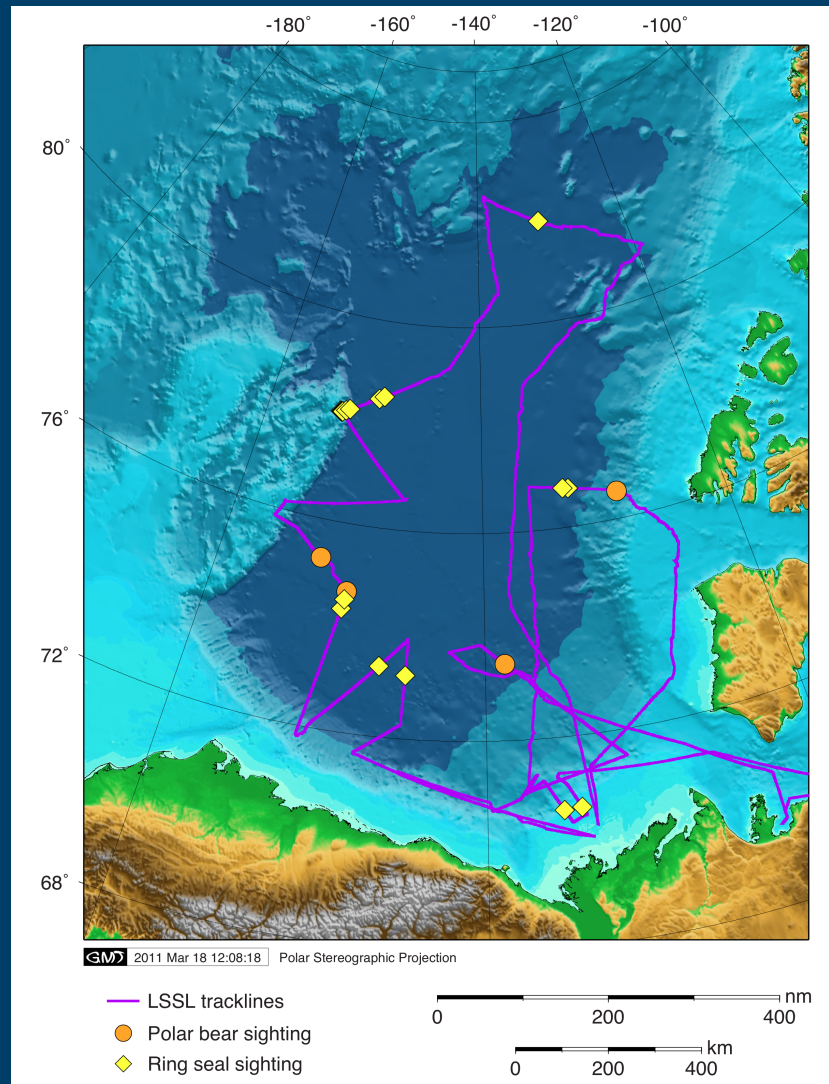 -180° -160° -140° -120° -100°
80°
76°
72°
68°
GMT 2011 Mar 18 12:08:18 Polar Stereographic Projection
LSSL tracklines
Polar bear sighting
Ring seal sighting
nm
0 200 400
km
0 200 400